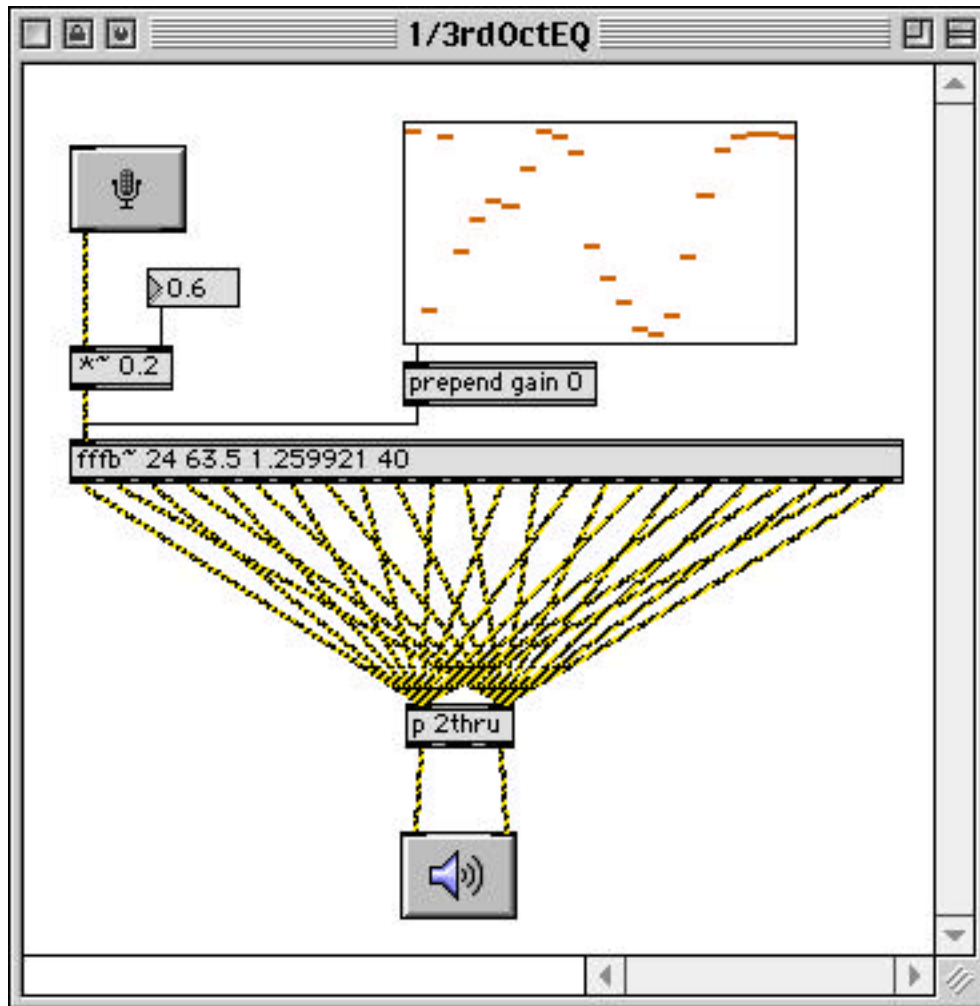 1/3rdOctEQ
0.6
*~ 0.2
prepend gain 0
fffb~ 24 63.5 1.259921 40
p 2thru